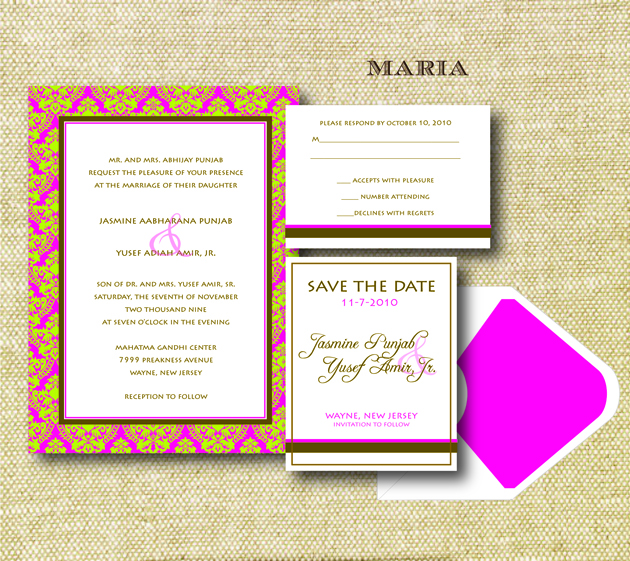 MARIA
MR. AND MRS. ABHIJAY PUNJAB
REQUEST THE PLEASURE OF YOUR PRESENCE
AT THE MARRIAGE OF THEIR DAUGHTER
JASMINE AABHARANA PUNJAB
&
YUSEF ADIAH AMIR, JR.
SON OF DR. AND MRS. YUSEF AMIR, SR.
SATURDAY, THE SEVENTH OF NOVEMBER
TWO THOUSAND NINE
AT SEVEN O'CLOCK IN THE EVENING
MAHATMA GANDHI CENTER
7999 PREAKNESS AVENUE
WAYNE, NEW JERSEY
RECEPTION TO FOLLOW
PLEASE RESPOND BY OCTOBER 10, 2010
M
ACCEPTS WITH PLEASURE
NUMBER ATTENDING
DECLINES WITH REGRETS
SAVE THE DATE
11-7-2010
Jasmine Punjab
&
Yusef Amir, Jr.
WAYNE, NEW JERSEY
INVITATION TO FOLLOW